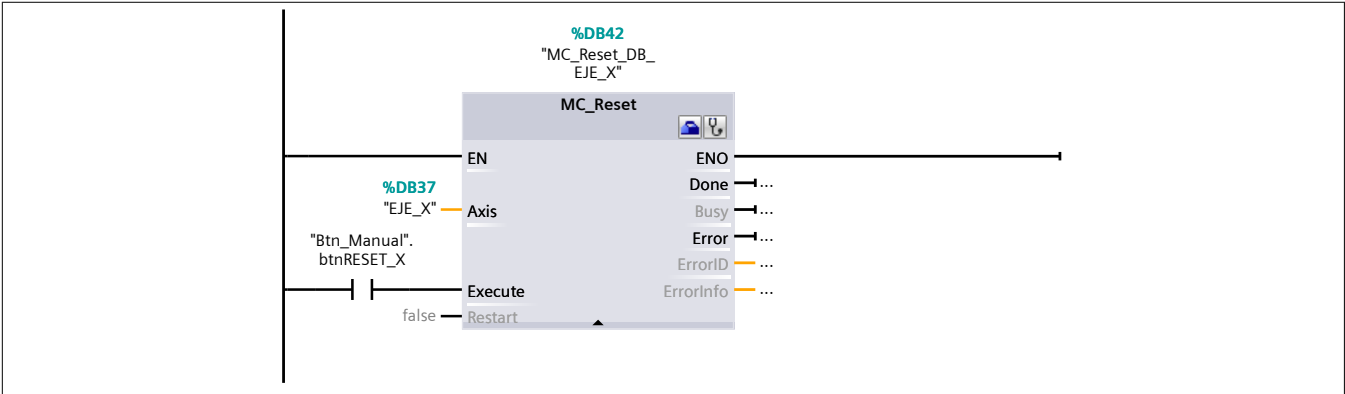 %DB42
"MC_Reset_DB_
EJE_X"
MC_Reset
EN
ENO
%DB37
Done
...
"EJE_X"
Axis
Busy
...
"Btn_Manual".
Error
...
btnRESET_X
ErrorID
...
Execute
ErrorInfo
...
false
Restart